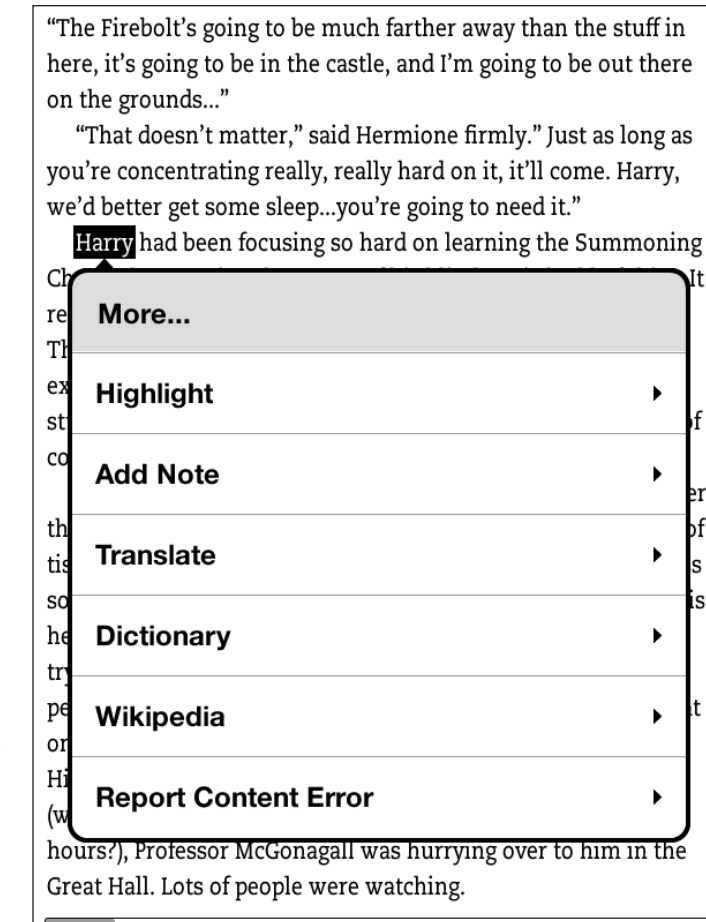 “The Firebolt’s going to be much farther away than the stuff in
here, it’s going to be in the castle, and I’m going to be out there
on the grounds...”
“That doesn’t matter,” said Hermione firmly.” Just as long as
you’re concentrating really, really hard on it, it’ll come. Harry,
we’d better get some sleep...you’re going to need it.”
Harry had been focusing so hard on learning the Summoning
It
More...
Highlight
Add Note
Translate
Dictionary
Wikipedia
Report Content Error
hours?), Professor McGonagall was hurrying over to him in the
Great Hall. Lots of people were watching.